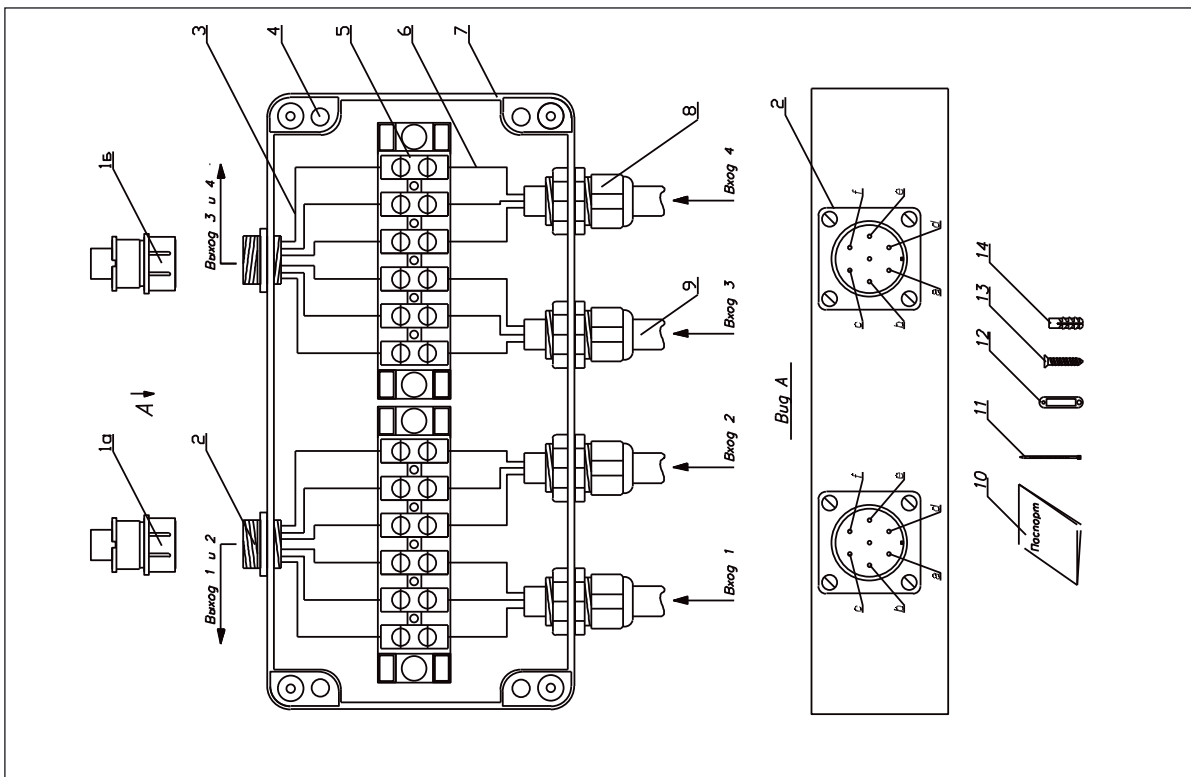 1а
1Б
А
2
3
Выход 1 и 2
Выход 3 и 4
4
5
6
7
8
9
Вход 1
Вход 2
Вход 3
Вход 4
Вид А
2
c
f
c
f
b
e
b
e
a
d
a
d
10
11
12
13
14
Паспорт